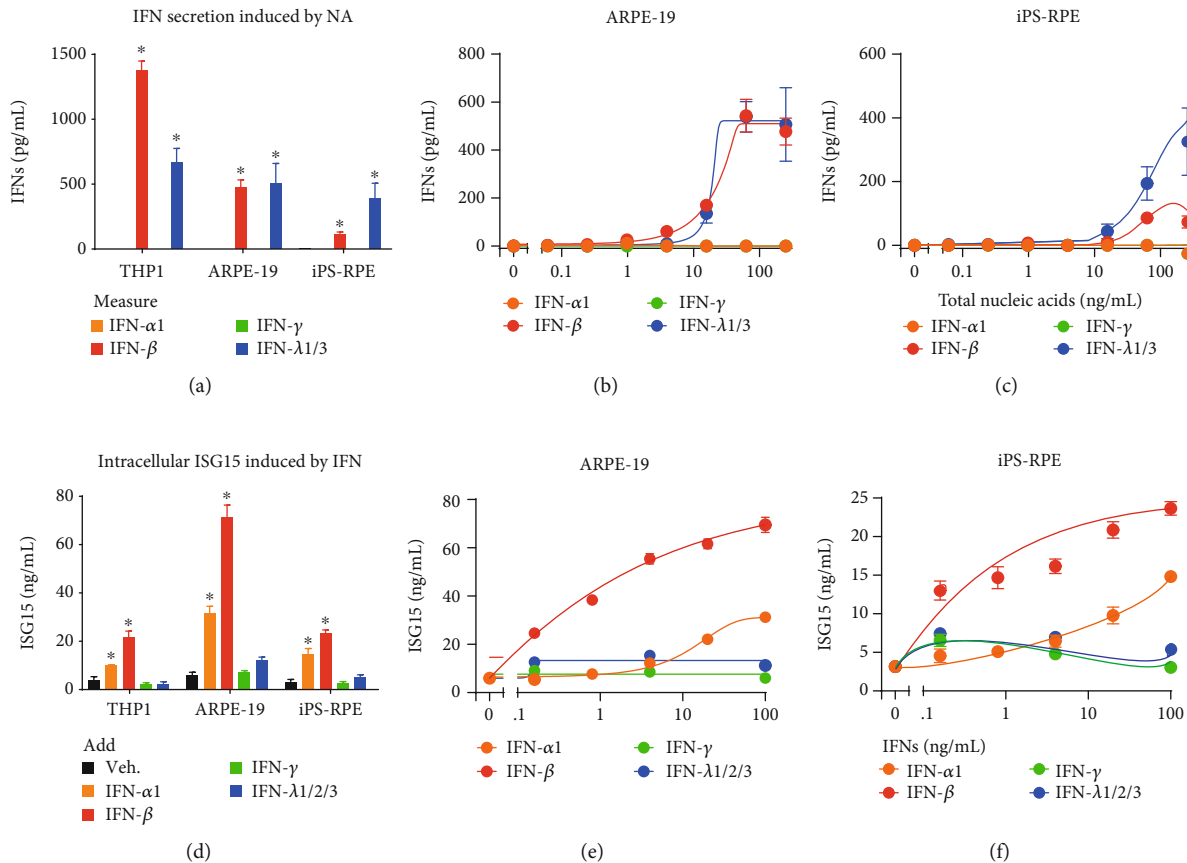 IFN secretion induced by NA
IFNs (pg/mL)
1500
1000
500
0
* * * * * *
THP1 ARPE-19 iPS-RPE
Measure
IFN-α1 IFN-γ
IFN-β IFN-λ1/3
(a)
ARPE-19
IFNs (pg/mL)
800
600
400
200
0
0 0.1 1 10 100
IFN-α1 IFN-γ
IFN-β IFN-λ1/3
(b)
iPS-RPE
IFNs (pg/mL)
600
400
200
0
0 0.1 1 10 100
Total nucleic acids (ng/mL)
IFN-α1 IFN-γ
IFN-β IFN-λ1/3
(c)
Intracellular ISG15 induced by IFN
ISG15 (ng/mL)
80
60
40
20
0
* * * * * *
THP1 ARPE-19 iPS-RPE
Add
Veh. IFN-γ
IFN-α1 IFN-λ1/2/3
IFN-β
(d)
ARPE-19
ISG15 (ng/mL)
80
60
40
20
0
0 .1 1 10 100
IFN-α1 IFN-γ
IFN-β IFN-λ1/2/3
(e)
iPS-RPE
ISG15 (ng/mL)
25
20
15
10
5
0
0 .1 1 10 100
IFNs (ng/mL)
IFN-α1 IFN-γ
IFN-β IFN-λ1/2/3
(f)